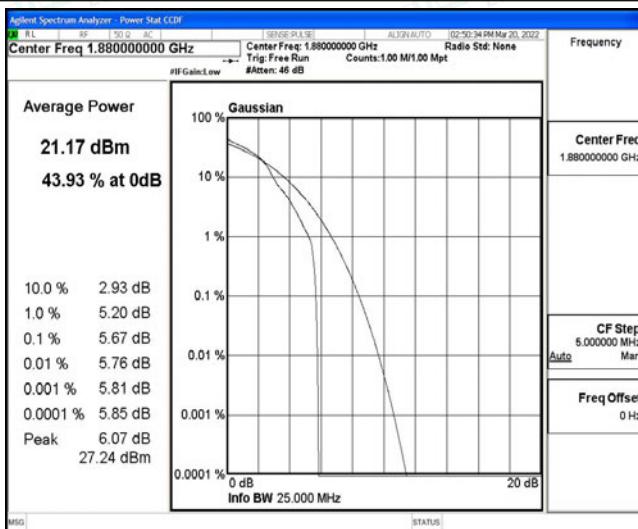 Agilent Spectrum Analyzer - Power Stat CCDF
RL RF 50 Ω AC SENSE:PULSE ALIGN AUTO 02:50:34 PM Mar 20, 2022
Center Freq 1.880000000 GHz
Center Freq: 1.880000000 GHz Radio Std: None
Trig: Free Run Counts:1.00 M/1.00 Mpt
#IFGain:Low #Atten: 46 dB
Frequency
Average Power
21.17 dBm
43.93 % at 0dB
10.0 % 2.93 dB
1.0 % 5.20 dB
0.1 % 5.67 dB
0.01 % 5.76 dB
0.001 % 5.81 dB
0.0001 % 5.85 dB
Peak 6.07 dB
27.24 dBm
Gaussian
100 %
10 %
1 %
0.1 %
0.01 %
0.001 %
0.0001 %
0 dB 20 dB
Info BW 25.000 MHz
Center Freq
1.880000000 GHz
CF Step
5.000000 MHz
Auto Man
Freq Offset
0 Hz
MSG STATUS